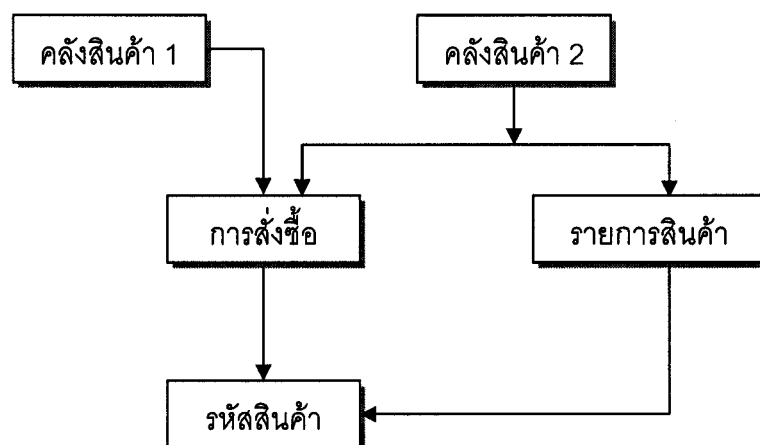 คลังสินค้า 1
คลังสินค้า 2
การสั่งซื้อ
รายการสินค้า
รหัสสินค้า